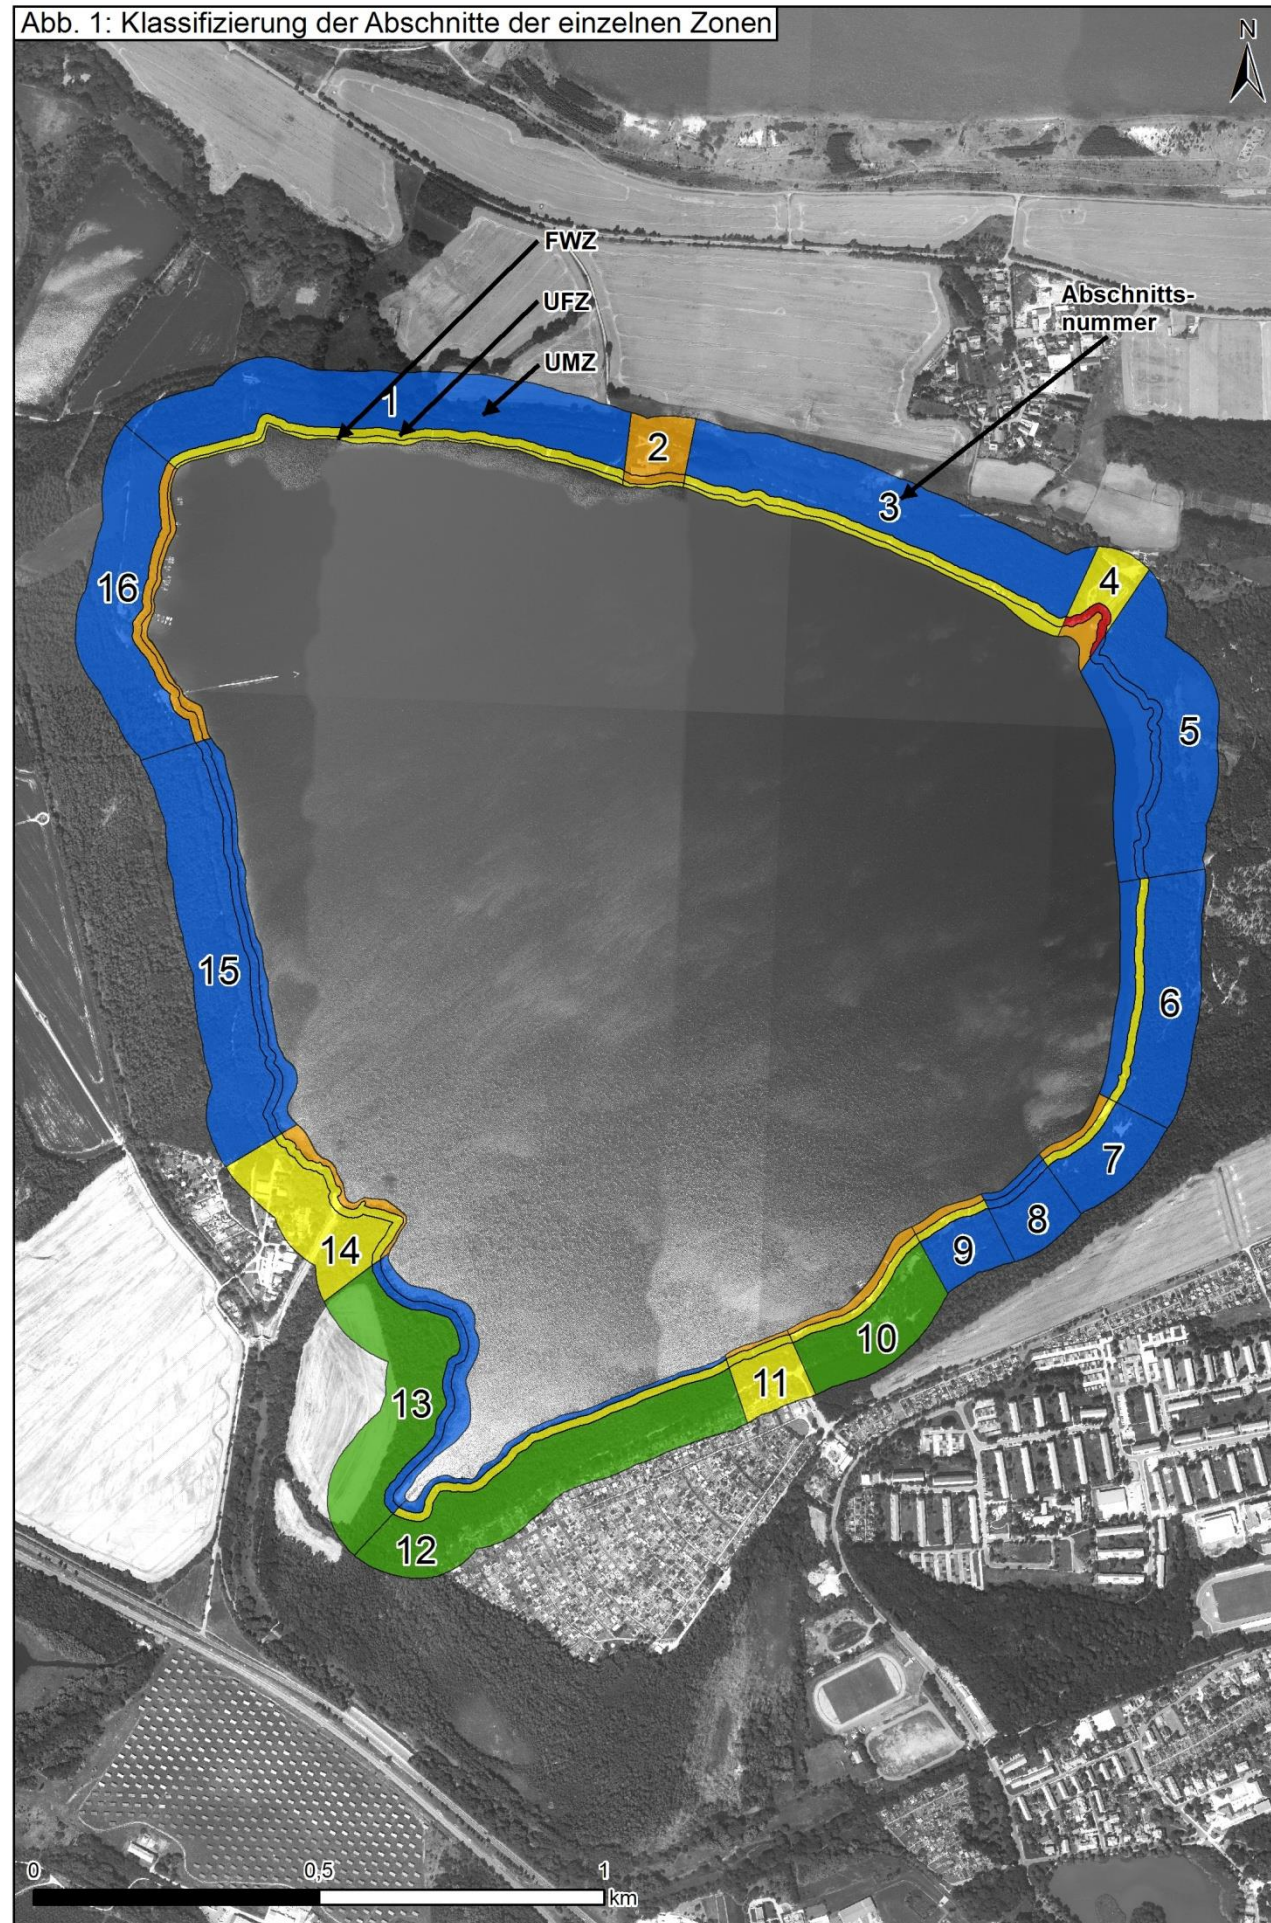 Abb. 1: Klassifizierung der Abschnitte der einzelnen Zonen
N
FWZ
UFZ
UMZ
Abschnitts-
nummer
1
2
3
4
16
5
15
6
7
8
9
14
10
11
13
12
0
0,5
1
km